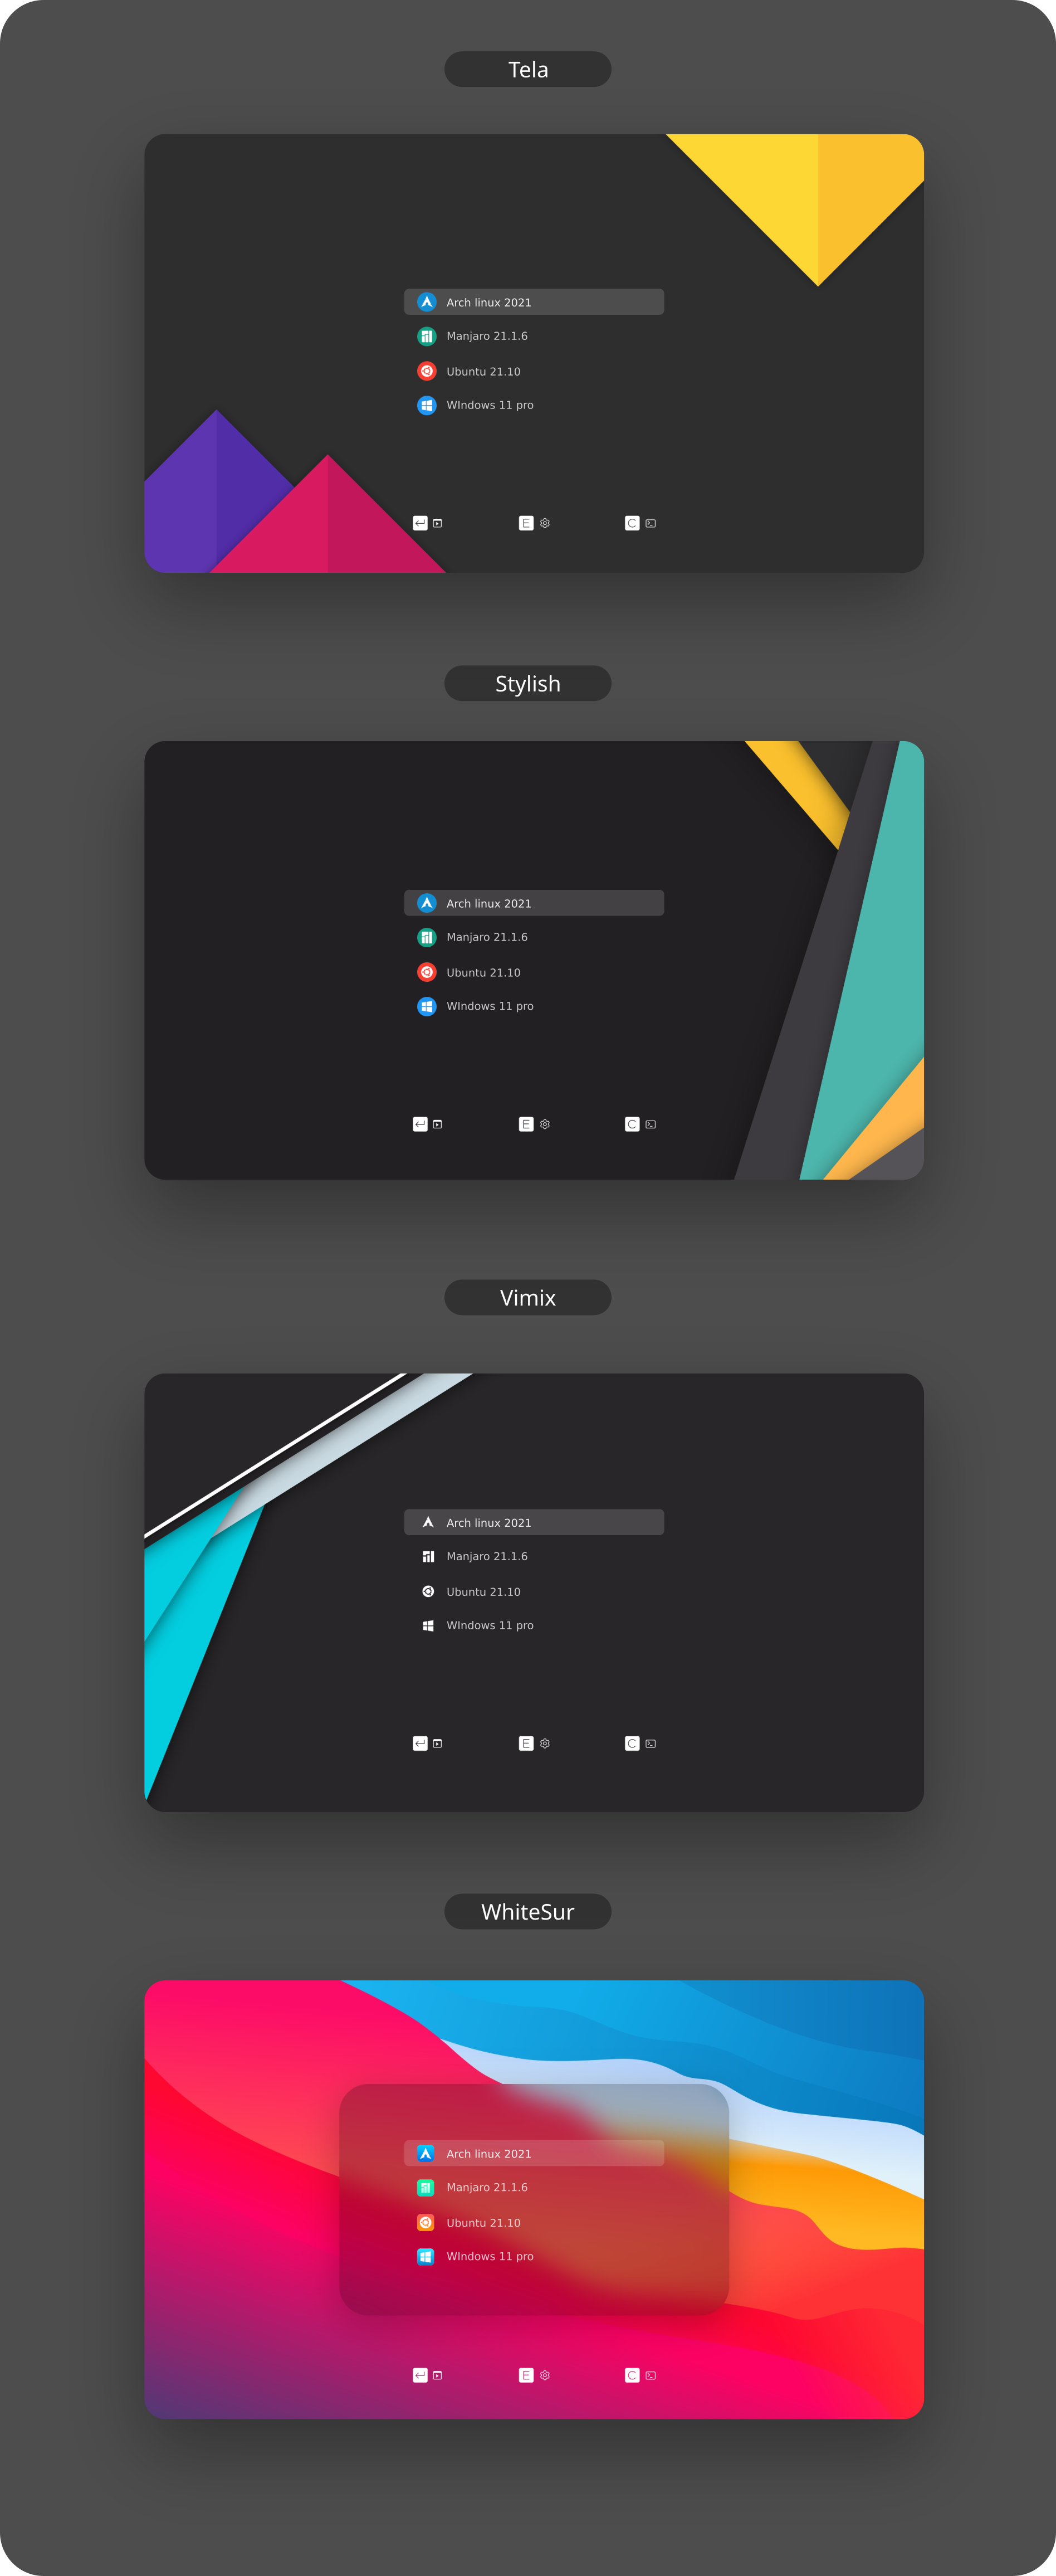 Tela
Arch linux 2021
Manjaro 21.1.6
Ubuntu 21.10
WIndows 11 pro
E C
Stylish
Arch linux 2021
Manjaro 21.1.6
Ubuntu 21.10
WIndows 11 pro
E C
Vimix
Arch linux 2021
Manjaro 21.1.6
Ubuntu 21.10
WIndows 11 pro
E C
WhiteSur
Arch linux 2021
Manjaro 21.1.6
Ubuntu 21.10
WIndows 11 pro
E C